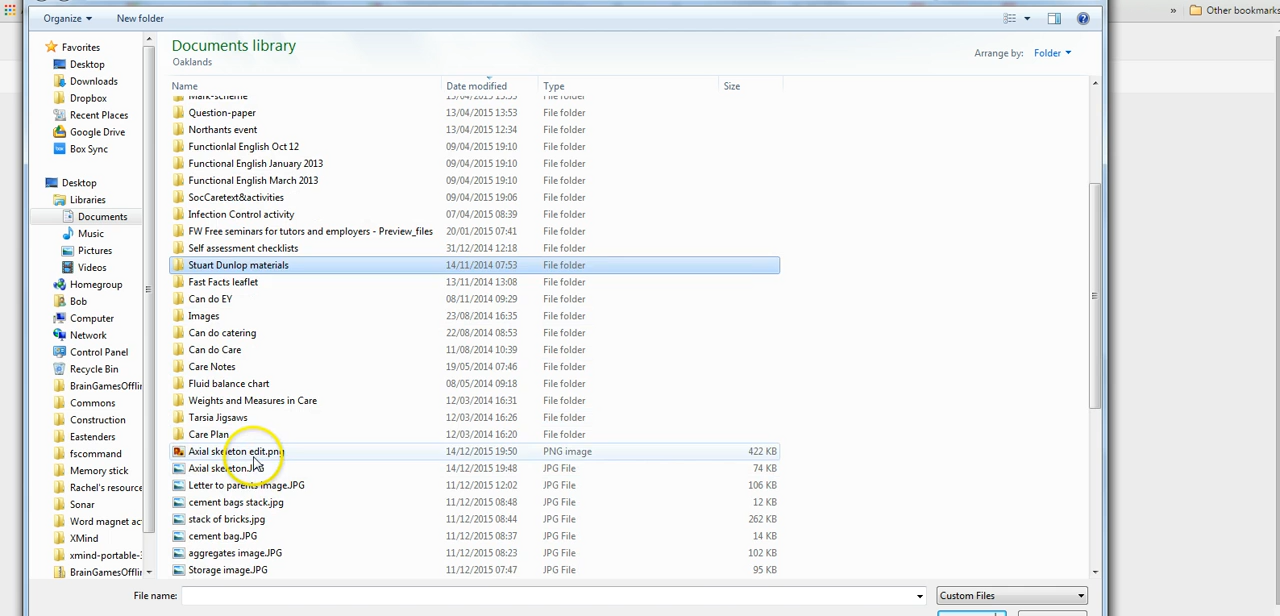 Organize New folder
» Other bookmarks
Documents library
Oaklands
Arrange by: Folder
Favorites
Desktop
Downloads
Dropbox
Recent Places
Google Drive
Box Sync
Desktop
Libraries
Documents
Music
Pictures
Videos
Homegroup
Bob
Computer
Network
Control Panel
Recycle Bin
BrainGamesOfflin
Commons
Construction
Eastenders
fscommand
Memory stick
Rachel's resource
Sonar
Word magnet ac
XMind
xmind-portable-3
BrainGamesOfflin
Name Date modified Type Size
Mark-scheme 13/04/2015 13:53 File folder
Question-paper 13/04/2015 13:53 File folder
Northants event 13/04/2015 12:34 File folder
Functionlal English Oct 12 09/04/2015 19:10 File folder
Functional English January 2013 09/04/2015 19:10 File folder
Functional English March 2013 09/04/2015 19:10 File folder
SocCaretext&activities 09/04/2015 19:06 File folder
Infection Control activity 07/04/2015 08:39 File folder
FW Free seminars for tutors and employers - Preview_files 20/01/2015 07:41 File folder
Self assessment checklists 31/12/2014 12:18 File folder
Stuart Dunlop materials 14/11/2014 07:53 File folder
Fast Facts leaflet 13/11/2014 13:08 File folder
Can do EY 08/11/2014 09:29 File folder
Images 23/08/2014 16:35 File folder
Can do catering 22/08/2014 08:53 File folder
Can do Care 11/08/2014 10:39 File folder
Care Notes 19/05/2014 07:46 File folder
Fluid balance chart 08/05/2014 09:18 File folder
Weights and Measures in Care 12/03/2014 16:31 File folder
Tarsia Jigsaws 12/03/2014 16:26 File folder
Care Plan 12/03/2014 16:20 File folder
Axial skeleton edit.png 14/12/2015 19:50 PNG image 422 KB
Axial skeleton.JPG 14/12/2015 19:48 JPG File 74 KB
Letter to parents image.JPG 11/12/2015 12:02 JPG File 106 KB
cement bags stack.jpg 11/12/2015 08:48 JPG File 12 KB
stack of bricks.jpg 11/12/2015 08:44 JPG File 262 KB
cement bag.JPG 11/12/2015 08:37 JPG File 14 KB
aggregates image.JPG 11/12/2015 08:23 JPG File 102 KB
Storage image.JPG 11/12/2015 07:47 JPG File 95 KB
File name: Custom Files